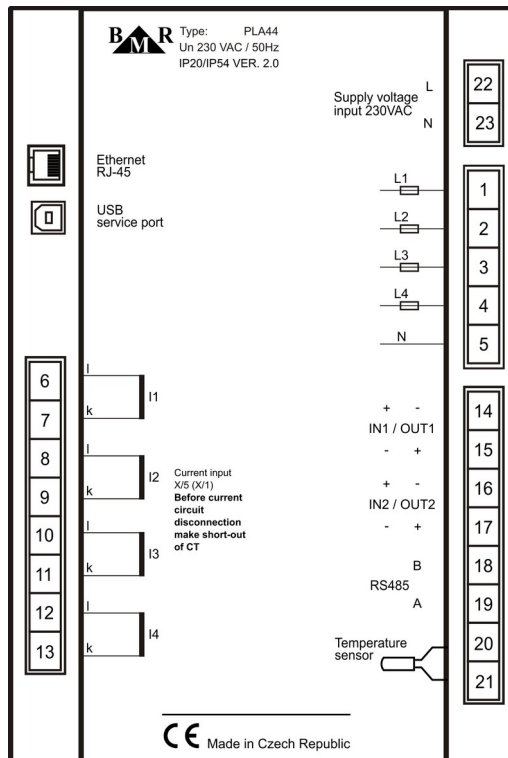 BMR
Type: PLA44
Un 230 VAC / 50Hz
IP20/IP54 VER. 2.0
Ethernet
RJ-45
USB
service port
6
7
8
9
10
11
12
13
l
k
I1
l
k
I2
l
k
I3
l
k
I4
Current input
X/5 (X/1)
Before current
circuit
disconnection
make short-out
of CT
Supply voltage
input 230VAC
L
N
22
23
L1
L2
L3
L4
N
1
2
3
4
5
+ -
IN1 / OUT1
- +
+ -
IN2 / OUT2
- +
B
RS485
A
Temperature
sensor
14
15
16
17
18
19
20
21
CE Made in Czech Republic